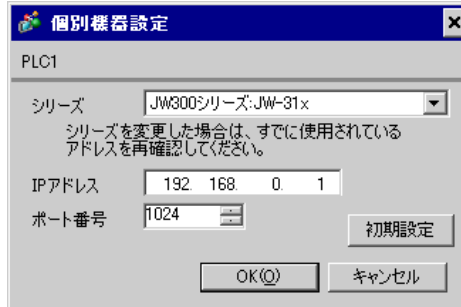 個別機器設定
PLC1
シリーズ JW300シリーズ:JW-31x
シリーズを変更した場合は、すでに使用されている
アドレスを再確認してください。
IPアドレス 192. 168. 0. 1
ポート番号 1024
初期設定
OK(O) キャンセル